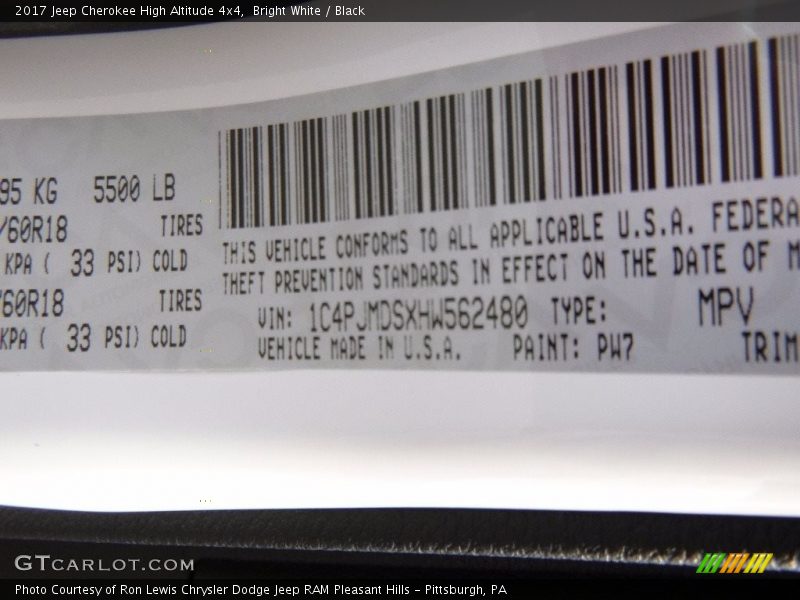 2017 Jeep Cherokee High Altitude 4x4,  Bright White / Black
95 KG 5500 LB
/60R18 TIRES
KPA ( 33 PSI) COLD
/60R18 TIRES
KPA ( 33 PSI) COLD
THIS VEHICLE CONFORMS TO ALL APPLICABLE U.S.A. FEDERA
THEFT PREVENTION STANDARDS IN EFFECT ON THE DATE OF M
VIN: 1C4PJMDSXHW562480 TYPE: MPV
VEHICLE MADE IN U.S.A. PAINT: PW7 TRIM
GTCARLOT.COM
Photo Courtesy of Ron Lewis Chrysler Dodge Jeep RAM Pleasant Hills - Pittsburgh, PA